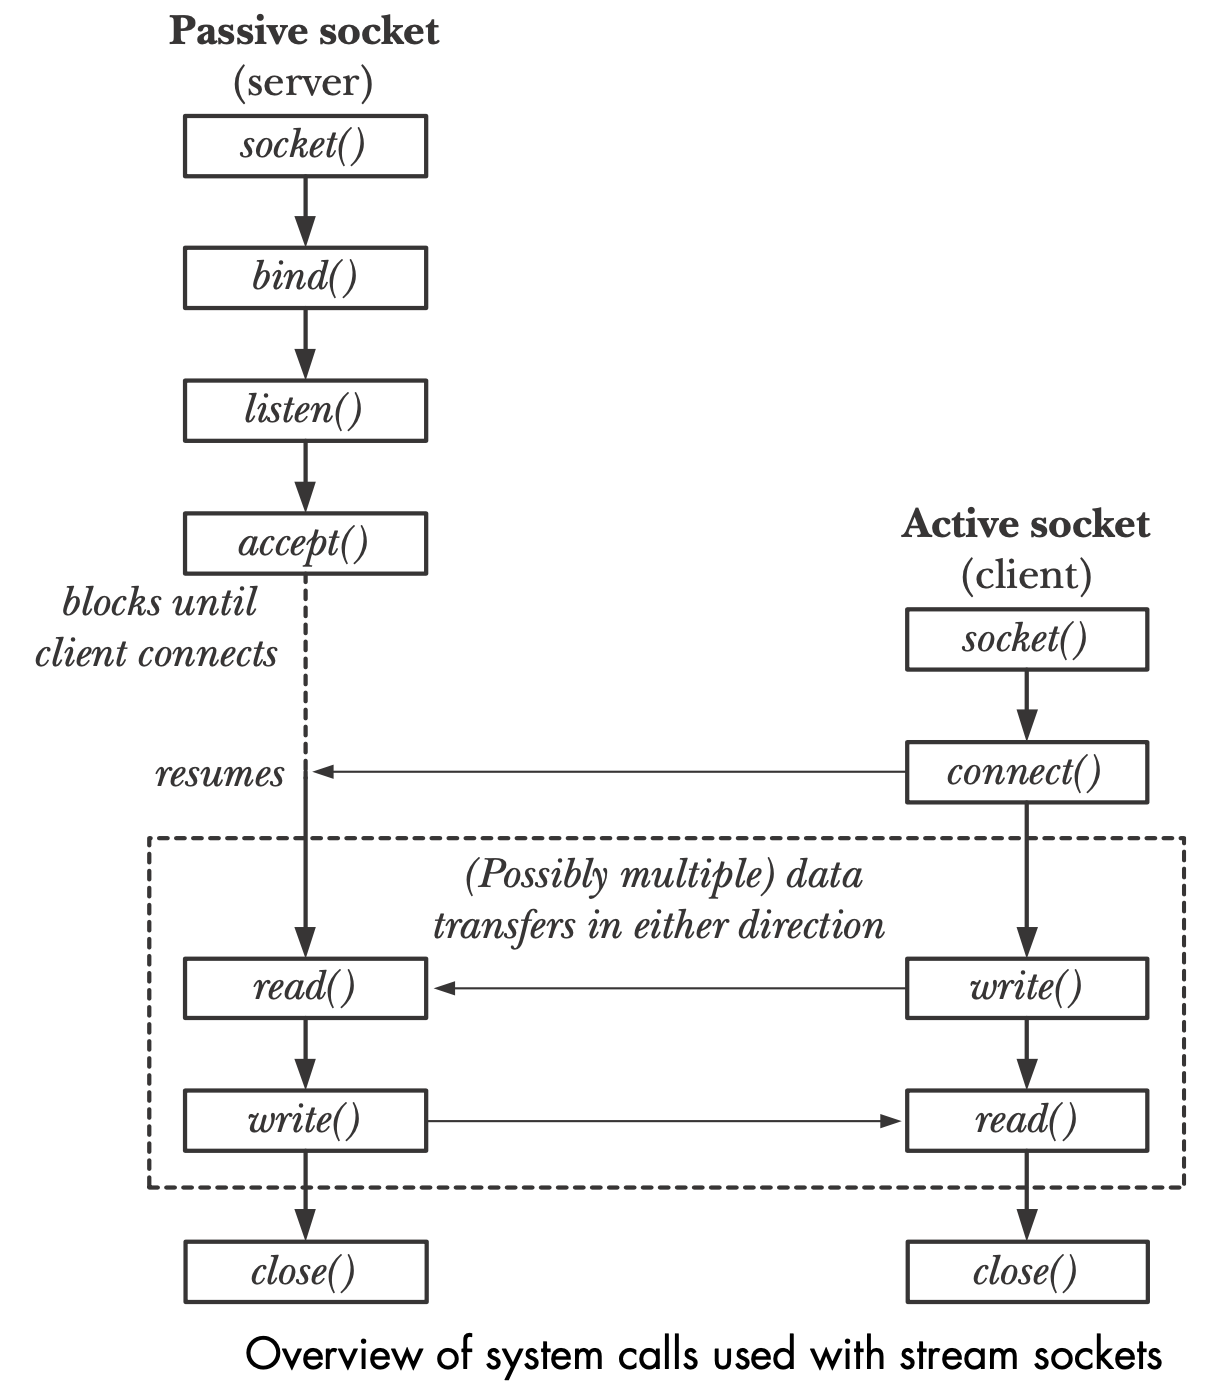 Passive socket
(server)
socket()
bind()
listen()
accept()
blocks until
client connects
resumes
Active socket
(client)
socket()
connect()
(Possibly multiple) data
transfers in either direction
read()
write()
write()
read()
close()
close()
Overview of system calls used with stream sockets